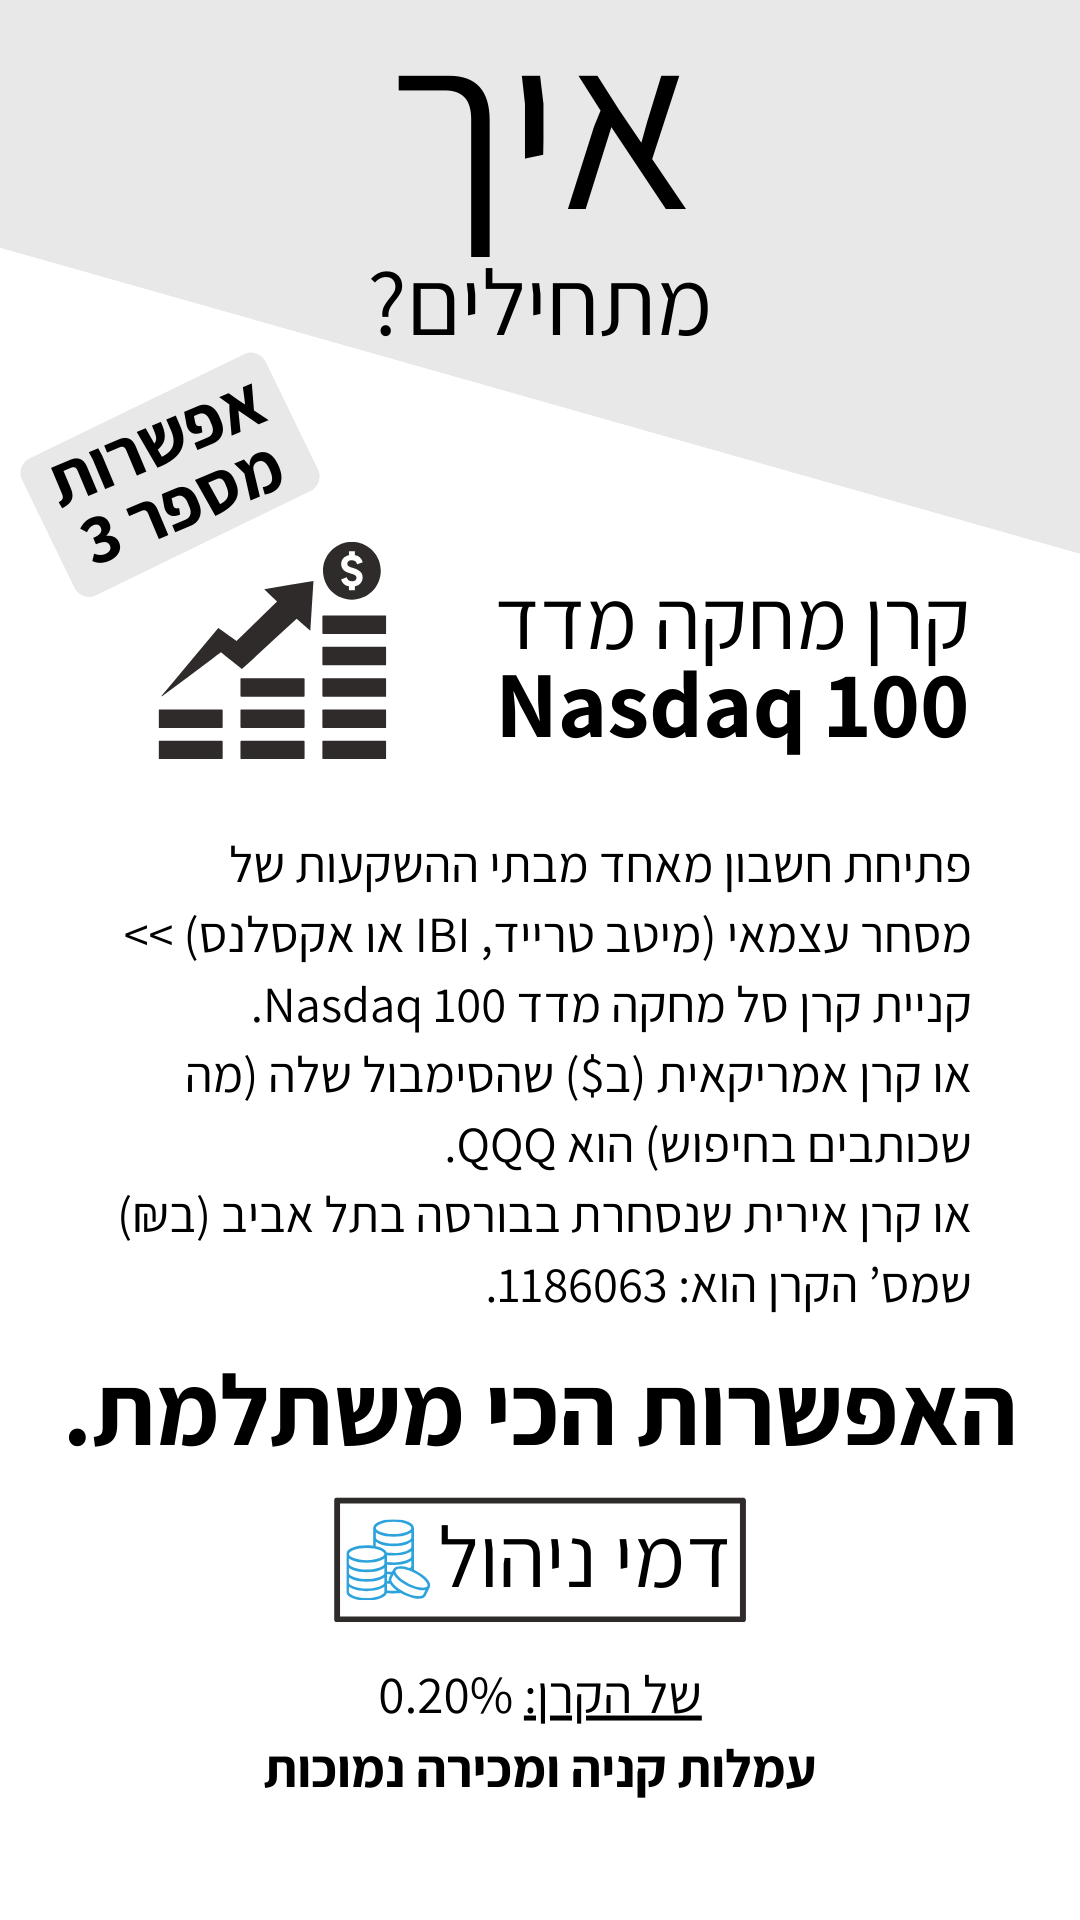 איך
מתחילים?
אפשרות
מספר 3
$
קרן מחקה מדד
Nasdaq 100
פתיחת חשבון מאחד מבתי ההשקעות של
מסחר עצמאי (מיטב טרייד, IBI או אקסלנס) >>
קניית קרן סל מחקה מדד Nasdaq 100.
או קרן אמריקאית (ב$) שהסימבול שלה (מה
שכותבים בחיפוש) הוא QQQ.
או קרן אירית שנסחרת בבורסה בתל אביב (ב₪)
שמס’ הקרן הוא: 1186063.
האפשרות הכי משתלמת.
דמי ניהול
של הקרן: 0.20%
עמלות קניה ומכירה נמוכות